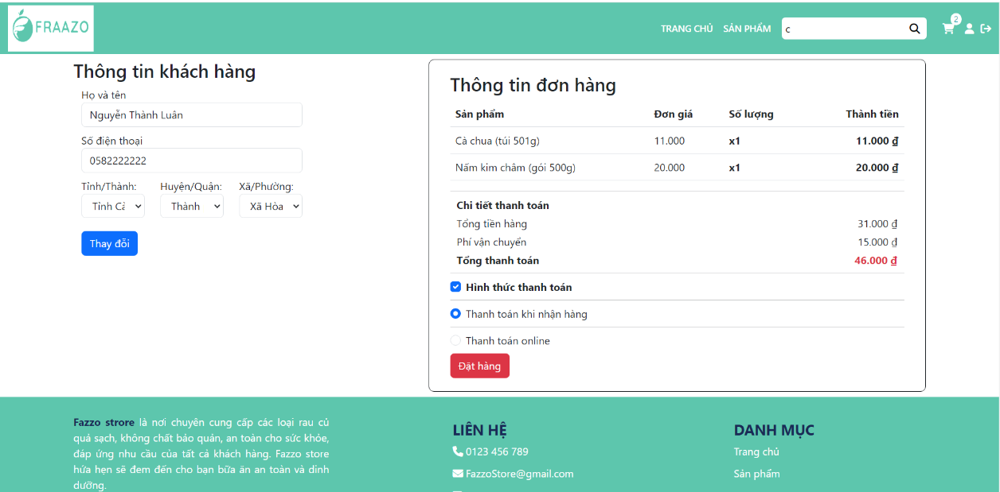 FRAAZO
TRANG CHỦ SẢN PHẨM c 2
Thông tin khách hàng
Họ và tên
Nguyễn Thành Luân
Số điện thoại
0582222222
Tỉnh/Thành: Huyện/Quận: Xã/Phường:
Tỉnh Cà Thành Xã Hòa
Thay đổi
Thông tin đơn hàng
Sản phẩm Đơn giá Số lượng Thành tiền
Cà chua (túi 501g) 11.000 x1 11.000 ₫
Nấm kim châm (gói 500g) 20.000 x1 20.000 ₫
Chi tiết thanh toán
Tổng tiền hàng 31.000 ₫
Phí vận chuyển 15.000 ₫
Tổng thanh toán 46.000 ₫
Hình thức thanh toán
Thanh toán khi nhận hàng
Thanh toán online
Đặt hàng
Fazzo strore là nơi chuyên cung cấp các loại rau củ
quả sạch, không chất bảo quản, an toàn cho sức khỏe,
đáp ứng nhu cầu của tất cả khách hàng. Fazzo store
hứa hẹn sẽ đem đến cho bạn bữa ăn an toàn và dinh
dưỡng.
LIÊN HỆ
0123 456 789
FazzoStore@gmail.com
DANH MỤC
Trang chủ
Sản phẩm